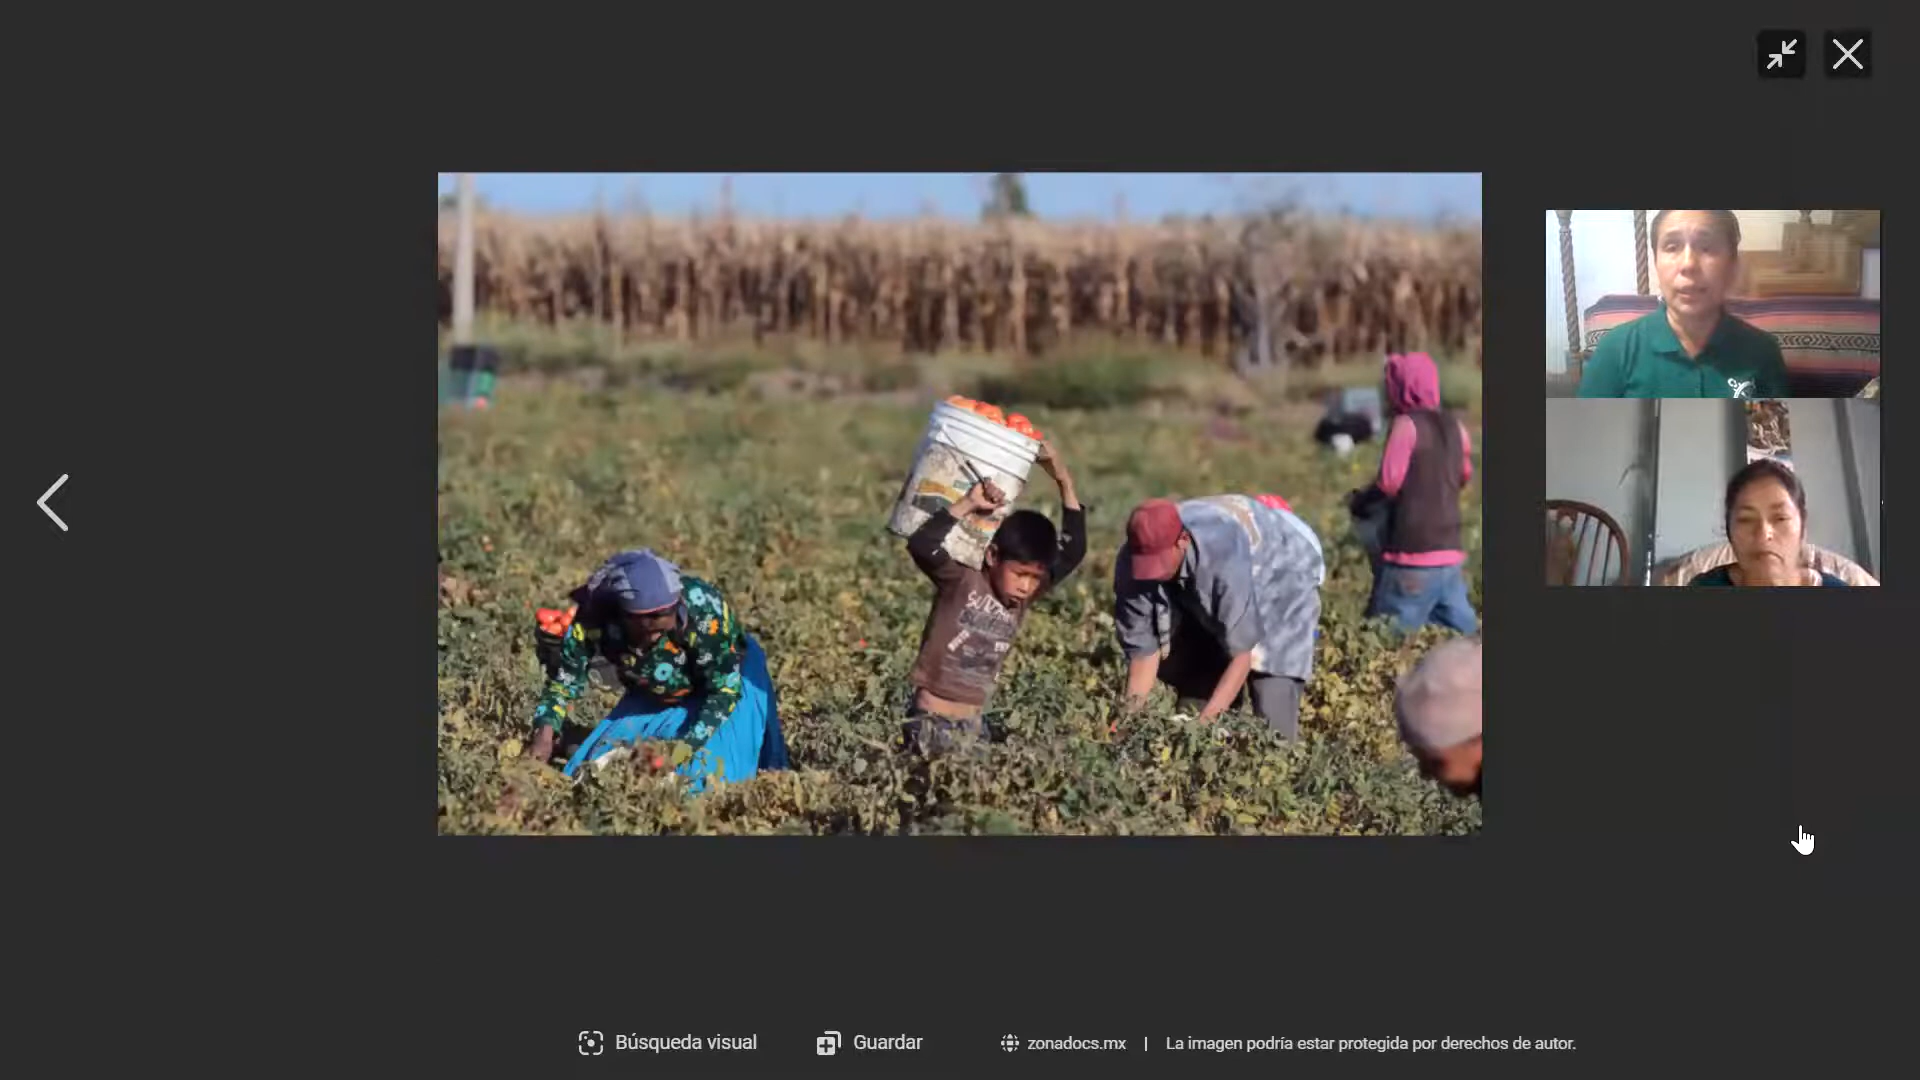 Búsqueda visual
Guardar
zonadocs.mx | La imagen podría estar protegida por derechos de autor.